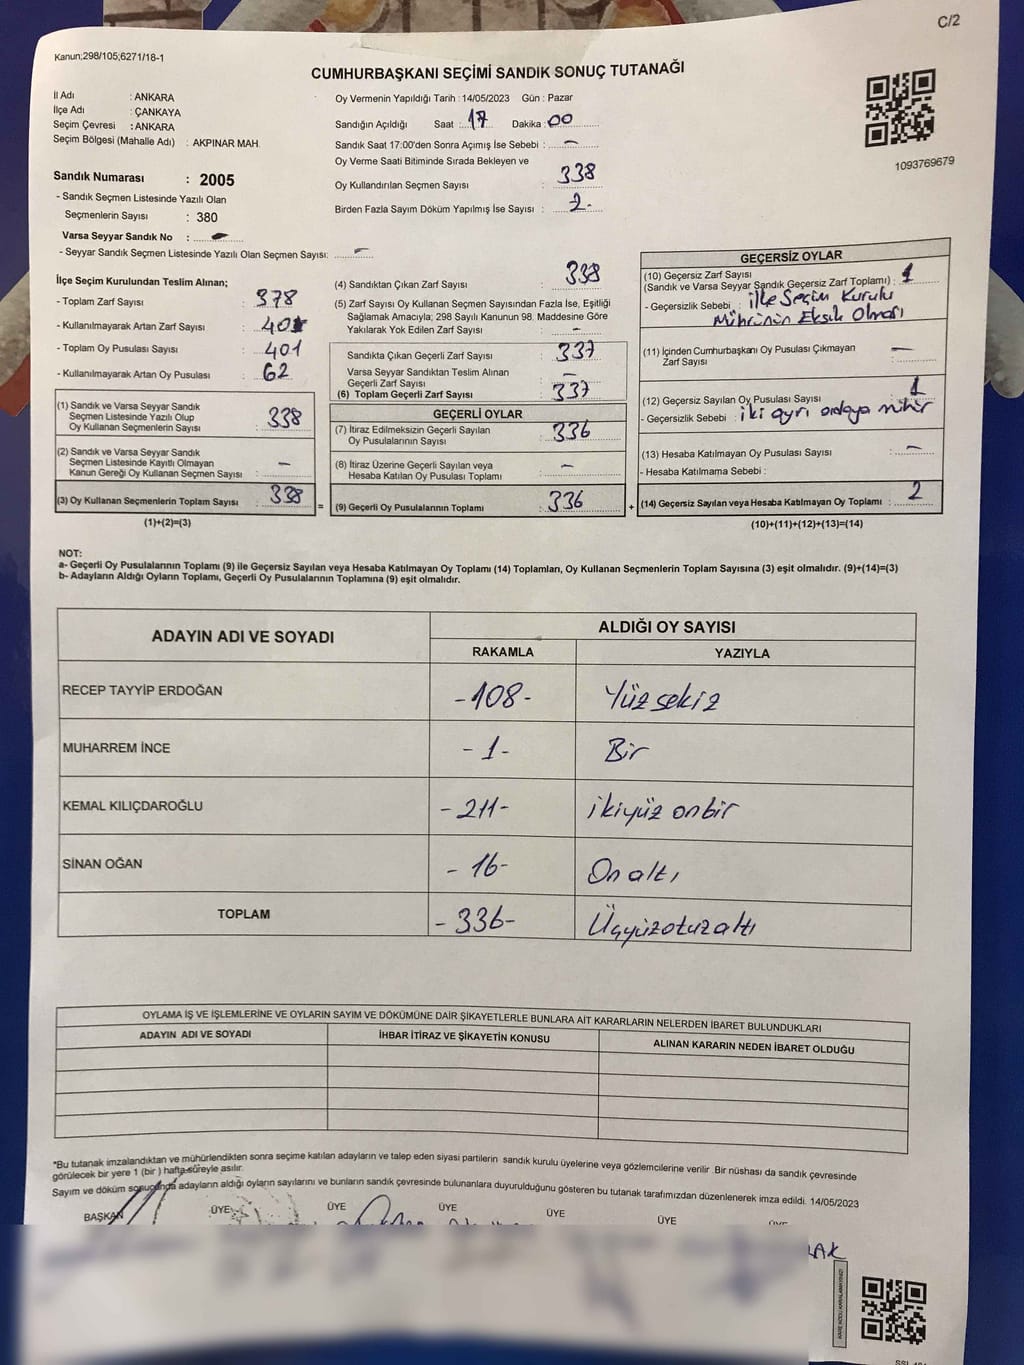 C/2
Kanun;298/105;6271/18-1
CUMHURBAŞKANI SEÇİMİ SANDIK SONUÇ TUTANAĞI
İl Adı : ANKARA
İlçe Adı : ÇANKAYA
Seçim Çevresi : ANKARA
Seçim Bölgesi (Mahalle Adı) : AKPINAR MAH.
Sandık Numarası : 2005
- Sandık Seçmen Listesinde Yazılı Olan
Seçmenlerin Sayısı : 380
Varsa Seyyar Sandık No : -
- Seyyar Sandık Seçmen Listesinde Yazılı Olan Seçmen Sayısı: -
Oy Vermenin Yapıldığı Tarih : 14/05/2023 Gün : Pazar
Sandığın Açıldığı Saat : 17 Dakika : 00
Sandık Saat 17:00'den Sonra Açımış İse Sebebi : -
Oy Verme Saati Bitiminde Sırada Bekleyen ve
Oy Kullandırılan Seçmen Sayısı : 338
Birden Fazla Sayım Döküm Yapılmış İse Sayısı : 2-
1093769679
İlçe Seçim Kurulundan Teslim Alınan;
- Toplam Zarf Sayısı : 378
- Kullanılmayarak Artan Zarf Sayısı : 40
- Toplam Oy Pusulası Sayısı : 401
- Kullanılmayarak Artan Oy Pusulası : 62
(1) Sandık ve Varsa Seyyar Sandık
Seçmen Listesinde Yazılı Olup
Oy Kullanan Seçmenlerin Sayısı : 338
(2) Sandık ve Varsa Seyyar Sandık
Seçmen Listesinde Kayıtlı Olmayan
Kanun Gereği Oy Kullanan Seçmen Sayısı : -
(3) Oy Kullanan Seçmenlerin Toplam Sayısı : 338
(1)+(2)=(3)
(4) Sandıktan Çıkan Zarf Sayısı : 338
(5) Zarf Sayısı Oy Kullanan Seçmen Sayısından Fazla İse, Eşitliği
Sağlamak Amacıyla; 298 Sayılı Kanunun 98. Maddesine Göre
Yakılarak Yok Edilen Zarf Sayısı : -
Sandıkta Çıkan Geçerli Zarf Sayısı : 337
Varsa Seyyar Sandıktan Teslim Alınan
Geçerli Zarf Sayısı : -
(6) Toplam Geçerli Zarf Sayısı : 337
GEÇERLİ OYLAR
(7) İtiraz Edilmeksizin Geçerli Sayılan
Oy Pusulalarının Sayısı : 336
(8) İtiraz Üzerine Geçerli Sayılan veya
Hesaba Katılan Oy Pusulası Toplamı : -
= (9) Geçerli Oy Pusulalarının Toplamı : 336 +
GEÇERSİZ OYLAR
(10) Geçersiz Zarf Sayısı
(Sandık ve Varsa Seyyar Sandık Geçersiz Zarf Toplamı) : 1
- Geçersizlik Sebebi : ilçe Seçim Kurulu
Mührünün Eksik Olması
(11) İçinden Cumhurbaşkanı Oy Pusulası Çıkmayan
Zarf Sayısı : -
(12) Geçersiz Sayılan Oy Pusulası Sayısı : 1
- Geçersizlik Sebebi : iki ayrı ordaya mühür
(13) Hesaba Katılmayan Oy Pusulası Sayısı : -
- Hesaba Katılmama Sebebi :
(14) Geçersiz Sayılan veya Hesaba Katılmayan Oy Toplamı : 2
(10)+(11)+(12)+(13)=(14)
NOT:
a- Geçerli Oy Pusulalarının Toplamı (9) ile Geçersiz Sayılan veya Hesaba Katılmayan Oy Toplamı (14) Toplamları, Oy Kullanan Seçmenlerin Toplam Sayısına (3) eşit olmalıdır. (9)+(14)=(3)
b- Adayların Aldığı Oyların Toplamı, Geçerli Oy Pusulalarının Toplamına (9) eşit olmalıdır.
ADAYIN ADI VE SOYADI
ALDIĞI OY SAYISI
RAKAMLA YAZIYLA
RECEP TAYYİP ERDOĞAN -108- Yüz sekiz
MUHARREM İNCE -1- Bir
KEMAL KILIÇDAROĞLU -211- ikiyüz onbir
SİNAN OĞAN -16- On altı
TOPLAM -336- Üçyüzotuzaltı
OYLAMA İŞ VE İŞLEMLERİNE VE OYLARIN SAYIM VE DÖKÜMÜNE DAİR ŞİKAYETLERLE BUNLARA AİT KARARLARIN NELERDEN İBARET BULUNDUKLARI
ADAYIN ADI VE SOYADI İHBAR İTİRAZ VE ŞİKAYETİN KONUSU ALINAN KARARIN NEDEN İBARET OLDUĞU
*Bu tutanak imzalandıktan ve mühürlendikten sonra seçime katılan adayların ve talep eden siyasi partilerin sandık kurulu üyelerine veya gözlemcilerine verilir. Bir nüshası da sandık çevresinde
görülecek bir yere 1 (bir ) hafta süreyle asılır.
Sayım ve döküm sonucunda adayların aldığı oyların sayılarını ve bunların sandık çevresinde bulunanlara duyurulduğunu gösteren bu tutanak tarafımızdan düzenlenerek imza edildi. 14/05/2023
BAŞKAN ÜYE ÜYE ÜYE ÜYE ÜYE